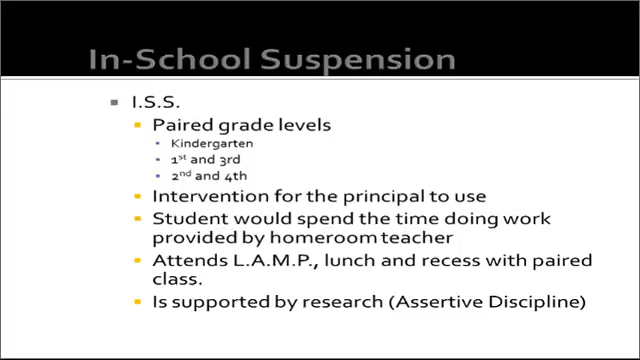 In-School Suspension
I.S.S.
Paired grade levels
Kindergarten
1st and 3rd
2nd and 4th
Intervention for the principal to use
Student would spend the time doing work
provided by homeroom teacher
Attends L.A.M.P., lunch and recess with paired
class.
Is supported by research (Assertive Discipline)